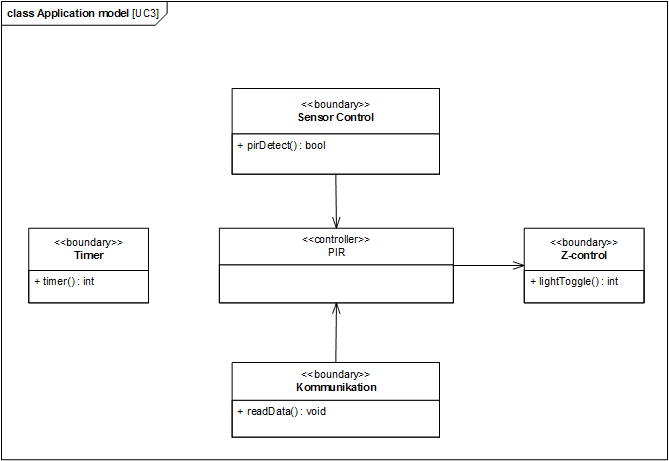 class Application model [UC3]
<<boundary>>
Sensor Control
+ pirDetect() : bool
<<boundary>>
Timer
+ timer() : int
<<controller>>
PIR
<<boundary>>
Z-control
+ lightToggle() : int
<<boundary>>
Kommunikation
+ readData() : void